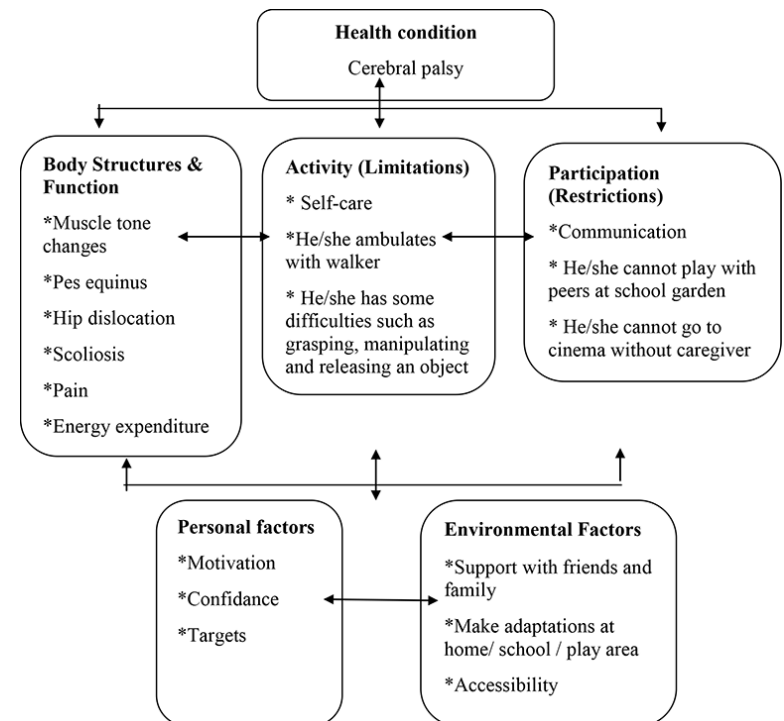 Health condition
Cerebral palsy
Body Structures &
Function
*Muscle tone
changes
*Pes equinus
*Hip dislocation
*Scoliosis
*Pain
*Energy expenditure
Activity (Limitations)
* Self-care
*He/she ambulates
with walker
* He/she has some
difficulties such as
grasping, manipulating
and releasing an object
Participation
(Restrictions)
*Communication
* He/she cannot play with
peers at school garden
* He/she cannot go to
cinema without caregiver
Personal factors
*Motivation
*Confidance
*Targets
Environmental Factors
*Support with friends and
family
*Make adaptations at
home/ school / play area
*Accessibility